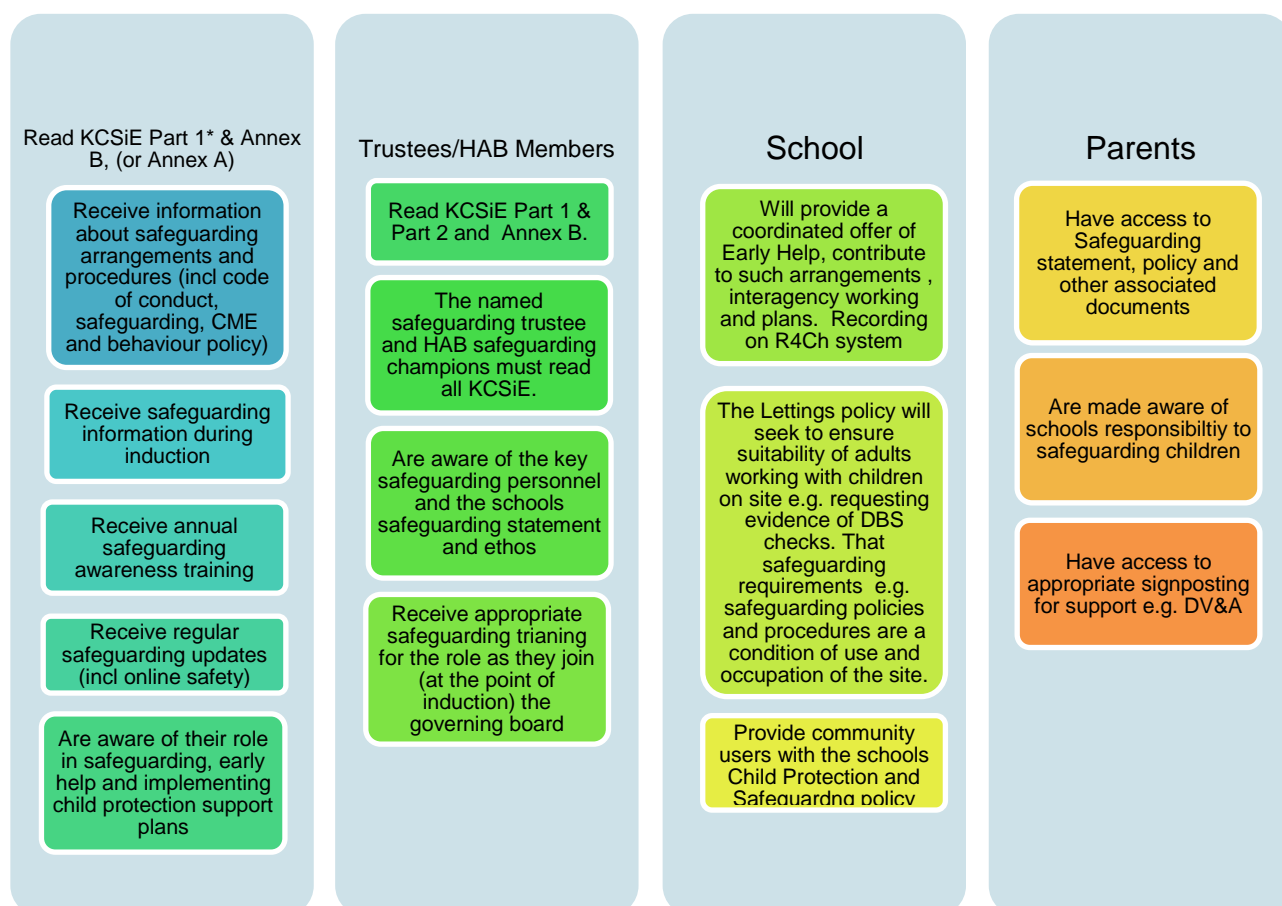 Read KCSiE Part 1* & Annex
B, (or Annex A)
Receive information
about safeguarding
arrangements and
procedures (incl code
of conduct,
safeguarding, CME
and behaviour policy)
Receive safeguarding
information during
induction
Receive annual
safeguarding
awareness training
Receive regular
safeguarding updates
(incl online safety)
Are aware of their role
in safeguarding, early
help and implementing
child protection support
plans
Trustees/HAB Members
Read KCSiE Part 1 &
Part 2 and Annex B.
The named
safeguarding trustee
and HAB safeguarding
champions must read
all KCSiE.
Are aware of the key
safeguarding personnel
and the schools
safeguarding statement
and ethos
Receive appropriate
safeguarding trianing
for the role as they join
(at the point of
induction) the
governing board
School
Will provide a
coordinated offer of
Early Help, contribute
to such arrangements ,
interagency working
and plans. Recording
on R4Ch system
The Lettings policy will
seek to ensure
suitability of adults
working with children
on site e.g. requesting
evidence of DBS
checks. That
safeguarding
requirements e.g.
safeguarding policies
and procedures are a
condition of use and
occupation of the site.
Provide community
users with the schools
Child Protection and
Safeguardng policy
Parents
Have access to
Safeguarding
statement, policy and
other associated
documents
Are made aware of
schools responsibiltiy to
safeguarding children
Have access to
appropriate signposting
for support e.g. DV&A